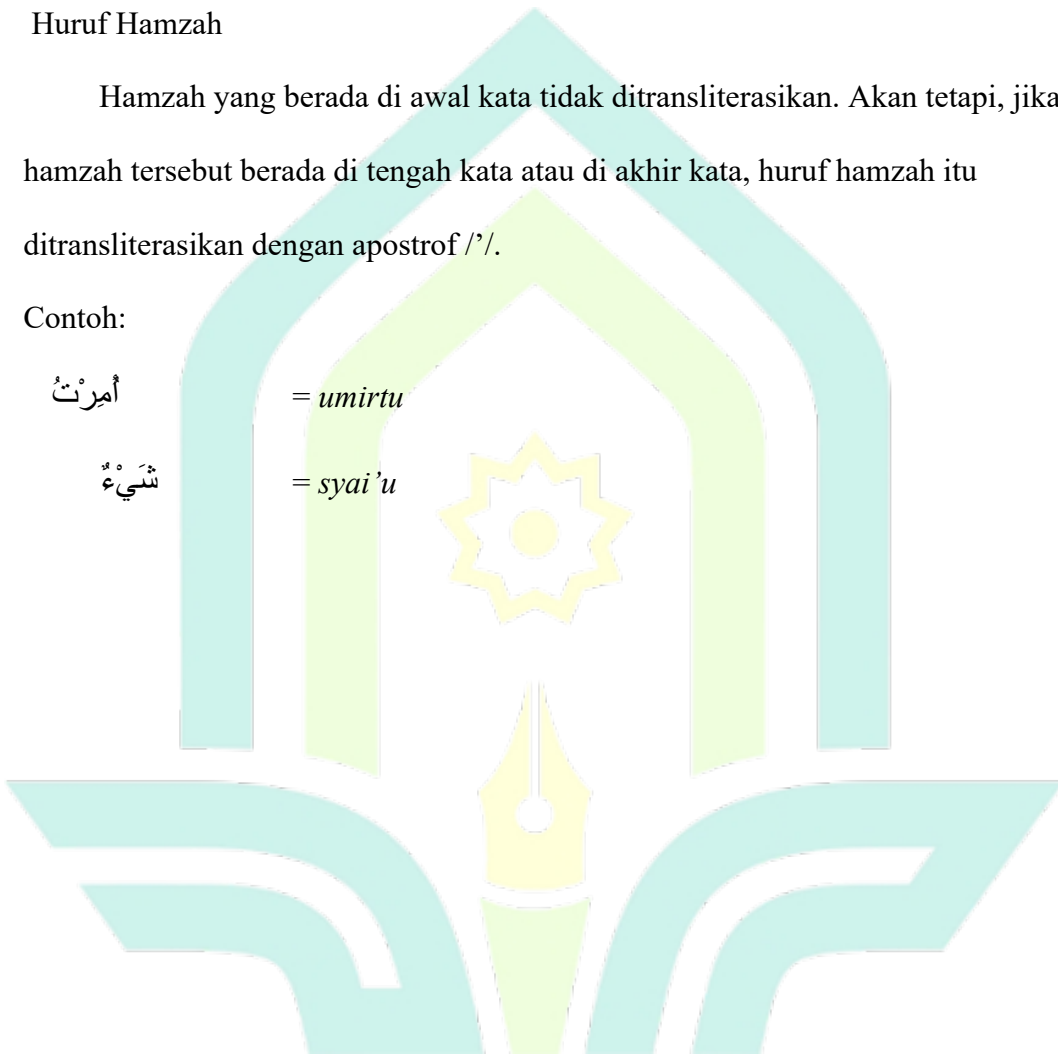 Huruf Hamzah
Hamzah yang berada di awal kata tidak ditransliterasikan. Akan tetapi, jika
hamzah tersebut berada di tengah kata atau di akhir kata, huruf hamzah itu
ditransliterasikan dengan apostrof /’/.
Contoh:
أُمِرْتُ = umirtu
شَيْءٌ = syai’u